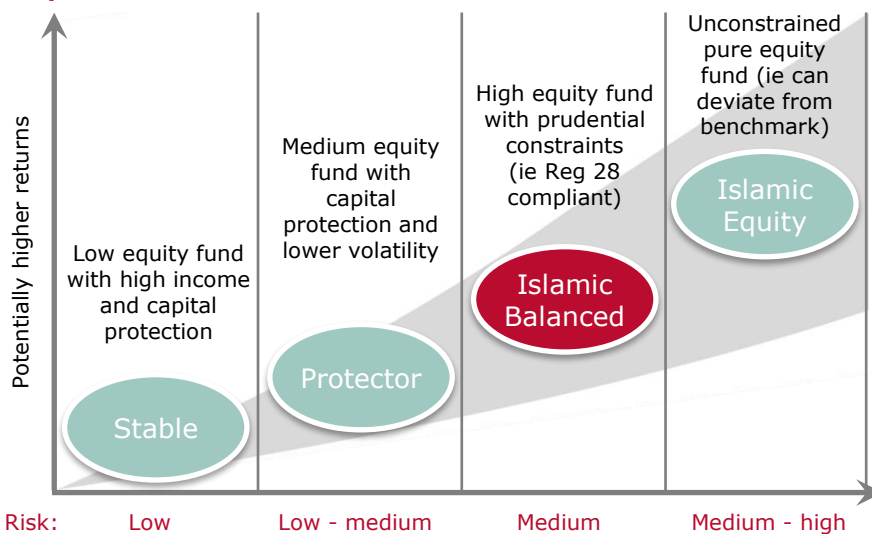 Potentially higher returns
Low equity fund
with high income
and capital
protection
Stable
Medium equity
fund with
capital
protection and
lower volatility
Protector
High equity fund
with prudential
constraints
(ie Reg 28
compliant)
Islamic
Balanced
Unconstrained
pure equity
fund (ie can
deviate from
benchmark)
Islamic
Equity
Risk: Low Low - medium Medium Medium - high